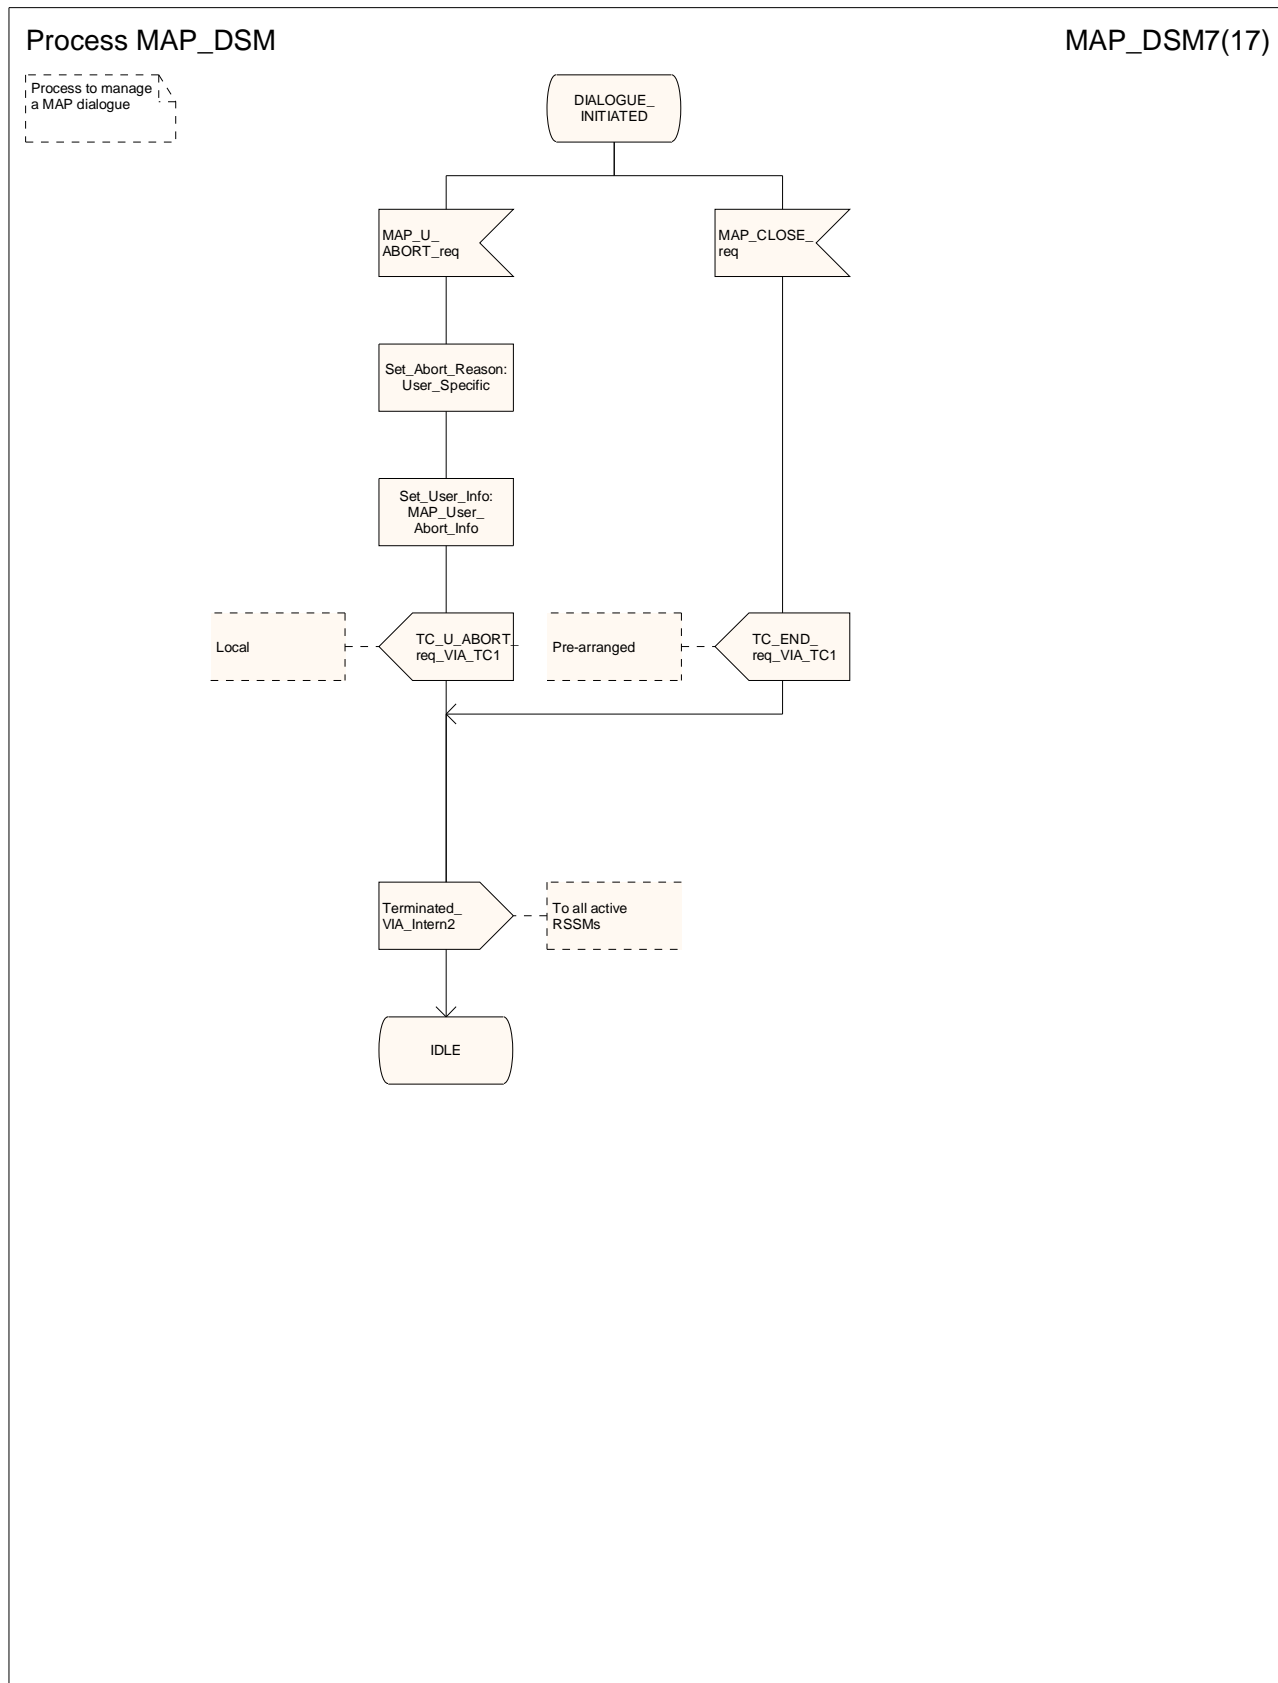 Process MAP_DSM
MAP_DSM7(17)
Process to manage
a MAP dialogue
DIALOGUE_
INITIATED
MAP_U_
ABORT_req
MAP_CLOSE_
req
Set_Abort_Reason:
User_Specific
Set_User_Info:
MAP_User_
Abort_Info
Local
TC_U_ABORT_
req_VIA_TC1
Pre-arranged
TC_END_
req_VIA_TC1
Terminated_
VIA_Intern2
To all active
RSSMs
IDLE